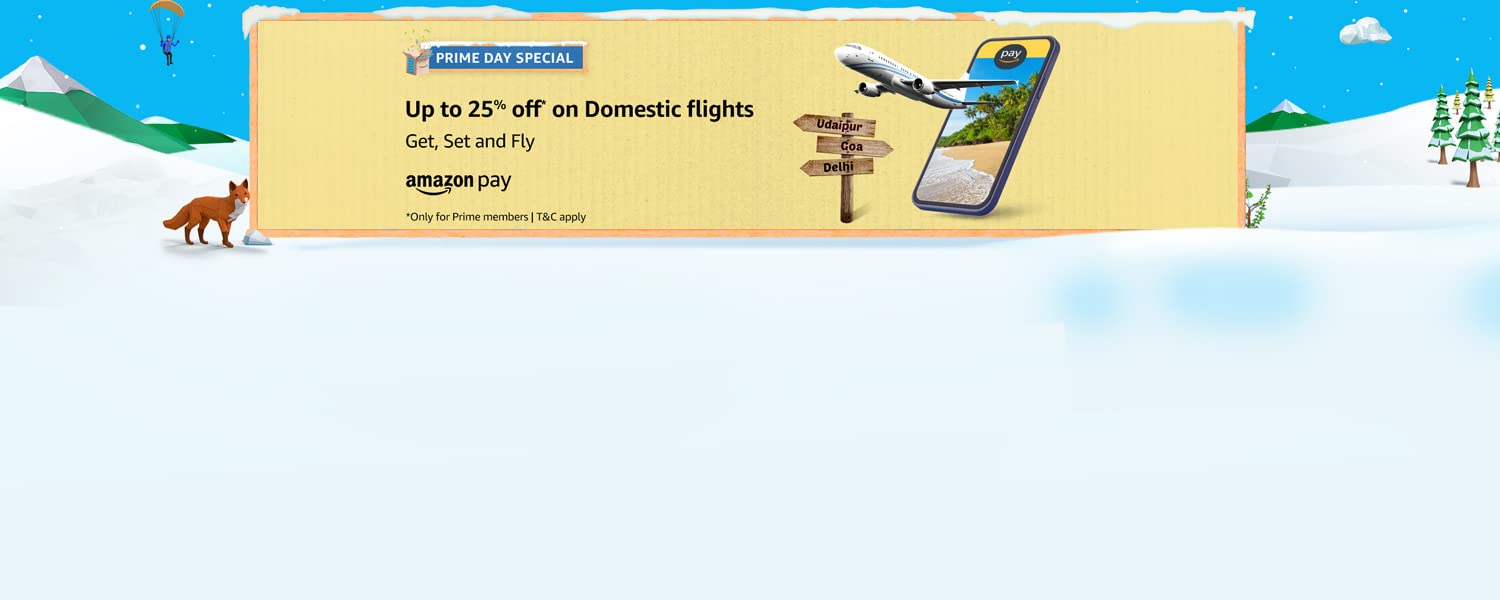 PRIME DAY SPECIAL
Up to 25% off* on Domestic flights
Get, Set and Fly
amazon pay
*Only for Prime members | T&C apply
pay
Udaipur
Goa
Delhi